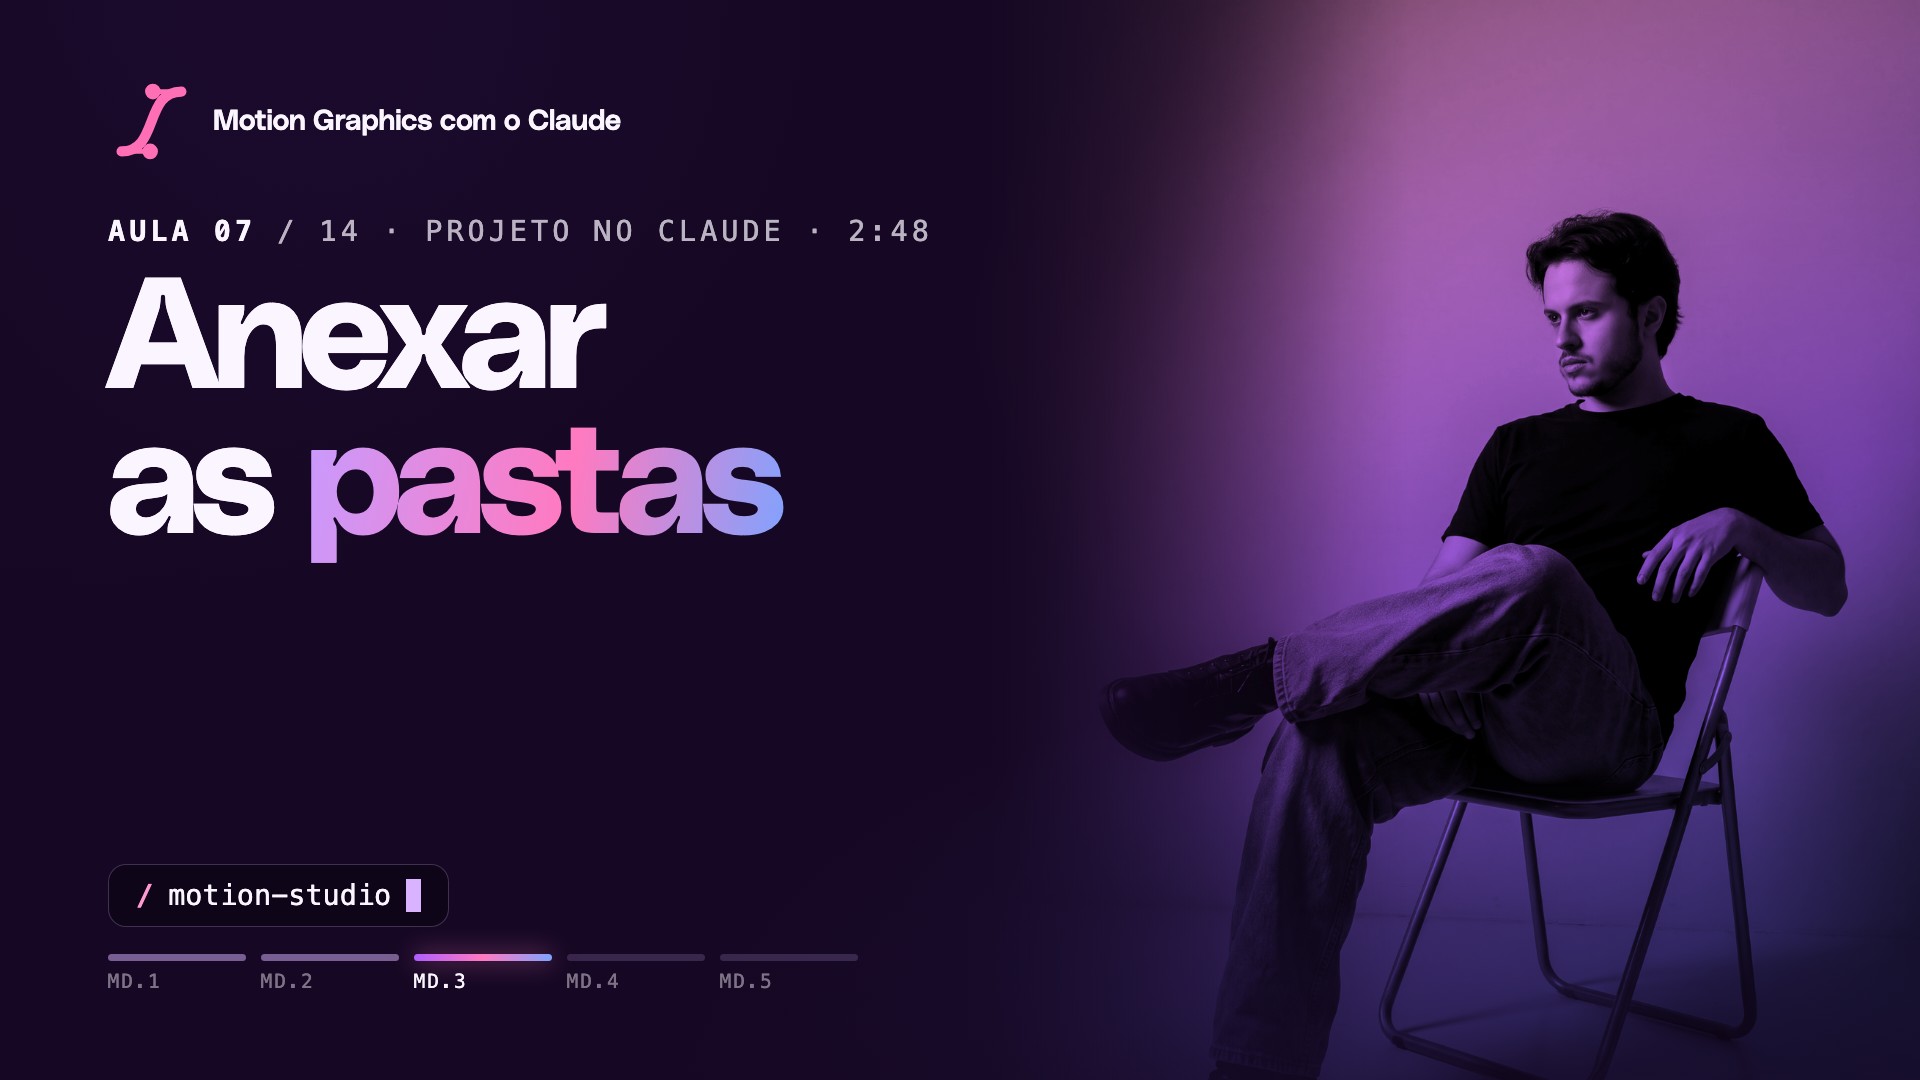 Motion Graphics com o Claude
AULA 07 / 14 · PROJETO NO CLAUDE · 2:48
Anexar
as pastas
/ motion-studio
MD.1 MD.2 MD.3 MD.4 MD.5